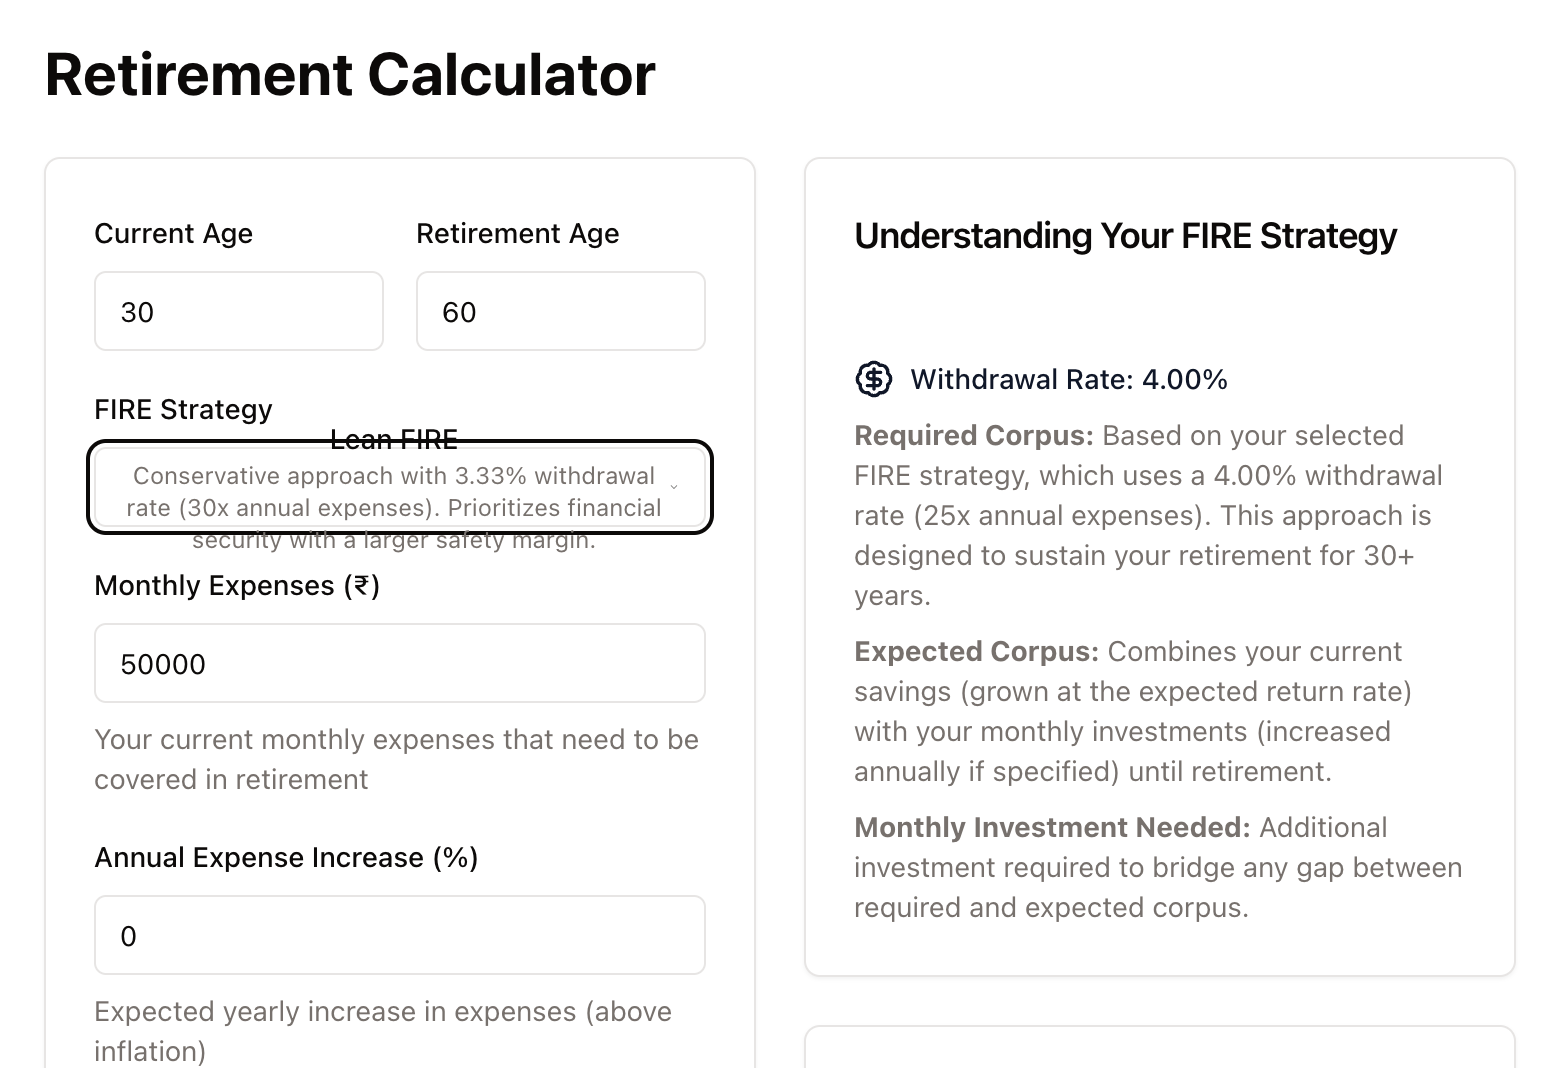 Retirement Calculator
Current Age
Retirement Age
30
60
FIRE Strategy
Lean FIRE
Conservative approach with 3.33% withdrawal
rate (30x annual expenses). Prioritizes financial
security with a larger safety margin.
Monthly Expenses (₹)
50000
Your current monthly expenses that need to be
covered in retirement
Annual Expense Increase (%)
0
Expected yearly increase in expenses (above
inflation)
Understanding Your FIRE Strategy
Withdrawal Rate: 4.00%
Required Corpus: Based on your selected
FIRE strategy, which uses a 4.00% withdrawal
rate (25x annual expenses). This approach is
designed to sustain your retirement for 30+
years.
Expected Corpus: Combines your current
savings (grown at the expected return rate)
with your monthly investments (increased
annually if specified) until retirement.
Monthly Investment Needed: Additional
investment required to bridge any gap between
required and expected corpus.